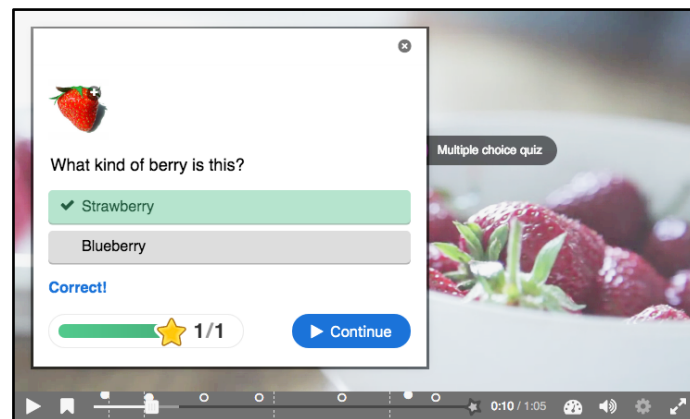 What kind of berry is this?
Strawberry
Blueberry
Correct!
1/1
Continue
Multiple choice quiz
0:10 / 1:05